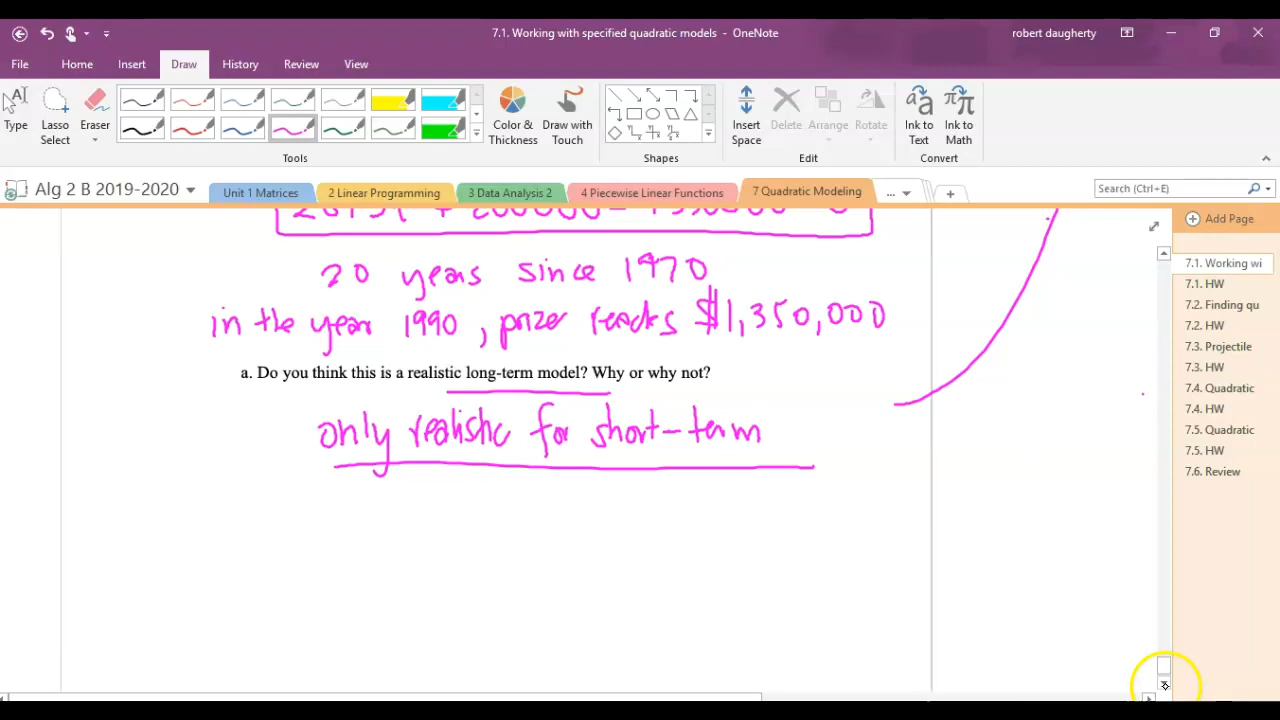 7.1. Working with specified quadratic models - OneNote
robert daugherty
File Home Insert Draw History Review View
Type
Lasso Select
Eraser
Color & Thickness
Draw with Touch
Insert Space
Delete
Arrange
Rotate
Ink to Text
Ink to Math
Tools
Shapes
Edit
Convert
Alg 2 B 2019-2020
Unit 1 Matrices
2 Linear Programming
3 Data Analysis 2
4 Piecewise Linear Functions
7 Quadratic Modeling
...
Search (Ctrl+E)
Add Page
7.1. Working wi
7.1. HW
7.2. Finding qu
7.2. HW
7.3. Projectile
7.3. HW
7.4. Quadratic
7.4. HW
7.5. Quadratic
7.5. HW
7.6. Review
20 years since 1970
in the year 1990, prize reachs $1,350,000
a. Do you think this is a realistic long-term model? Why or why not?
only realistic for short-term